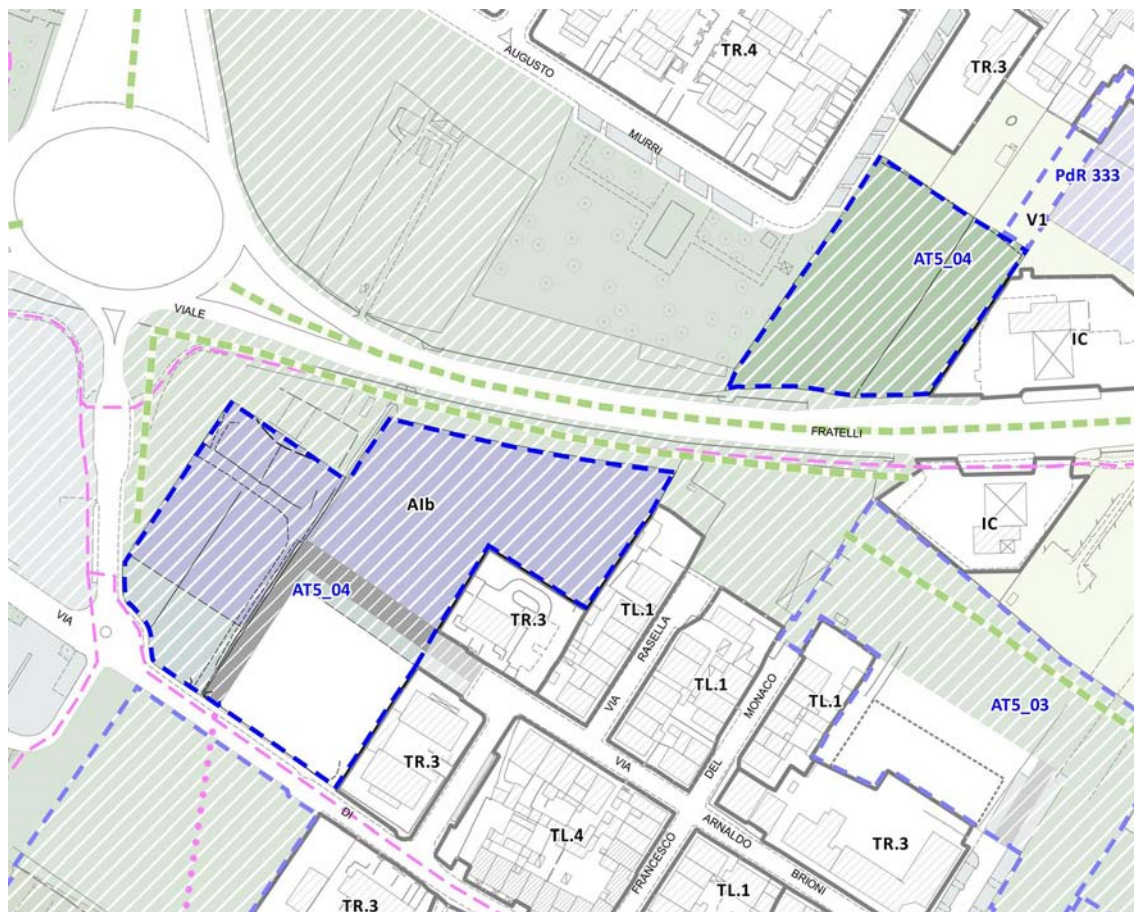 TR.4
AUGUSTO
TR.3
MURRI
PdR 333
V1
AT5_04
VIALE
IC
FRATELLI
AIb
IC
AT5_04
VIA
TR.3
TL.1
RASELLA
VIA
TL.1
MONACO
TL.1
AT5_03
TR.3
VIA
DEL
DI
TL.4
FRANCESCO
ARNALDO
TR.3
BRIONI
TL.1
TR.3